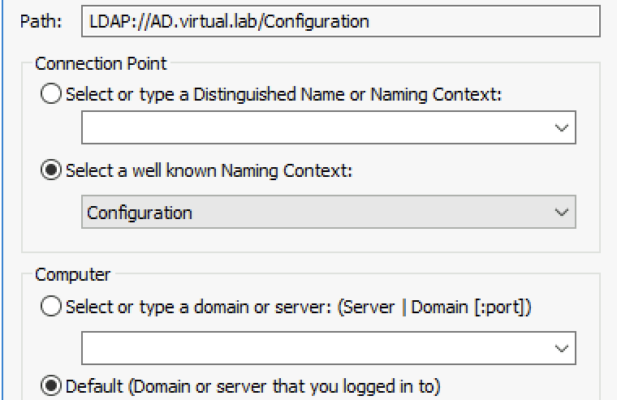 Path: LDAP://AD.virtual.lab/Configuration
Connection Point
Select or type a Distinguished Name or Naming Context:
Select a well known Naming Context:
Configuration
Computer
Select or type a domain or server: (Server | Domain [:port])
Default (Domain or server that you logged in to)